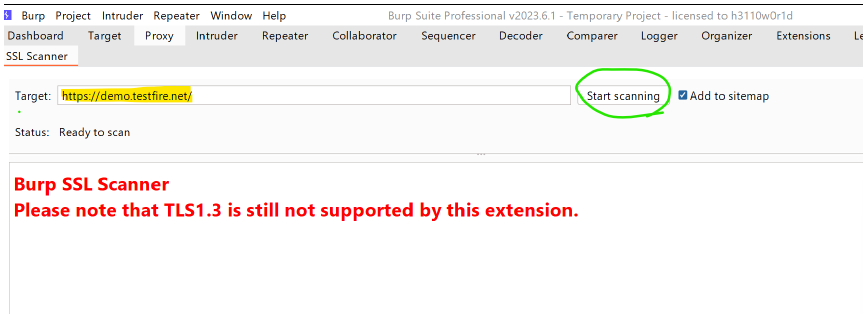 Burp Project Intruder Repeater Window Help Burp Suite Professional v2023.6.1 - Temporary Project - licensed to h3110w0r1d
Dashboard Target Proxy Intruder Repeater Collaborator Sequencer Decoder Comparer Logger Organizer Extensions Le
SSL Scanner
Target: https://demo.testfire.net/ Start scanning Add to sitemap
Status: Ready to scan
Burp SSL Scanner
Please note that TLS1.3 is still not supported by this extension.